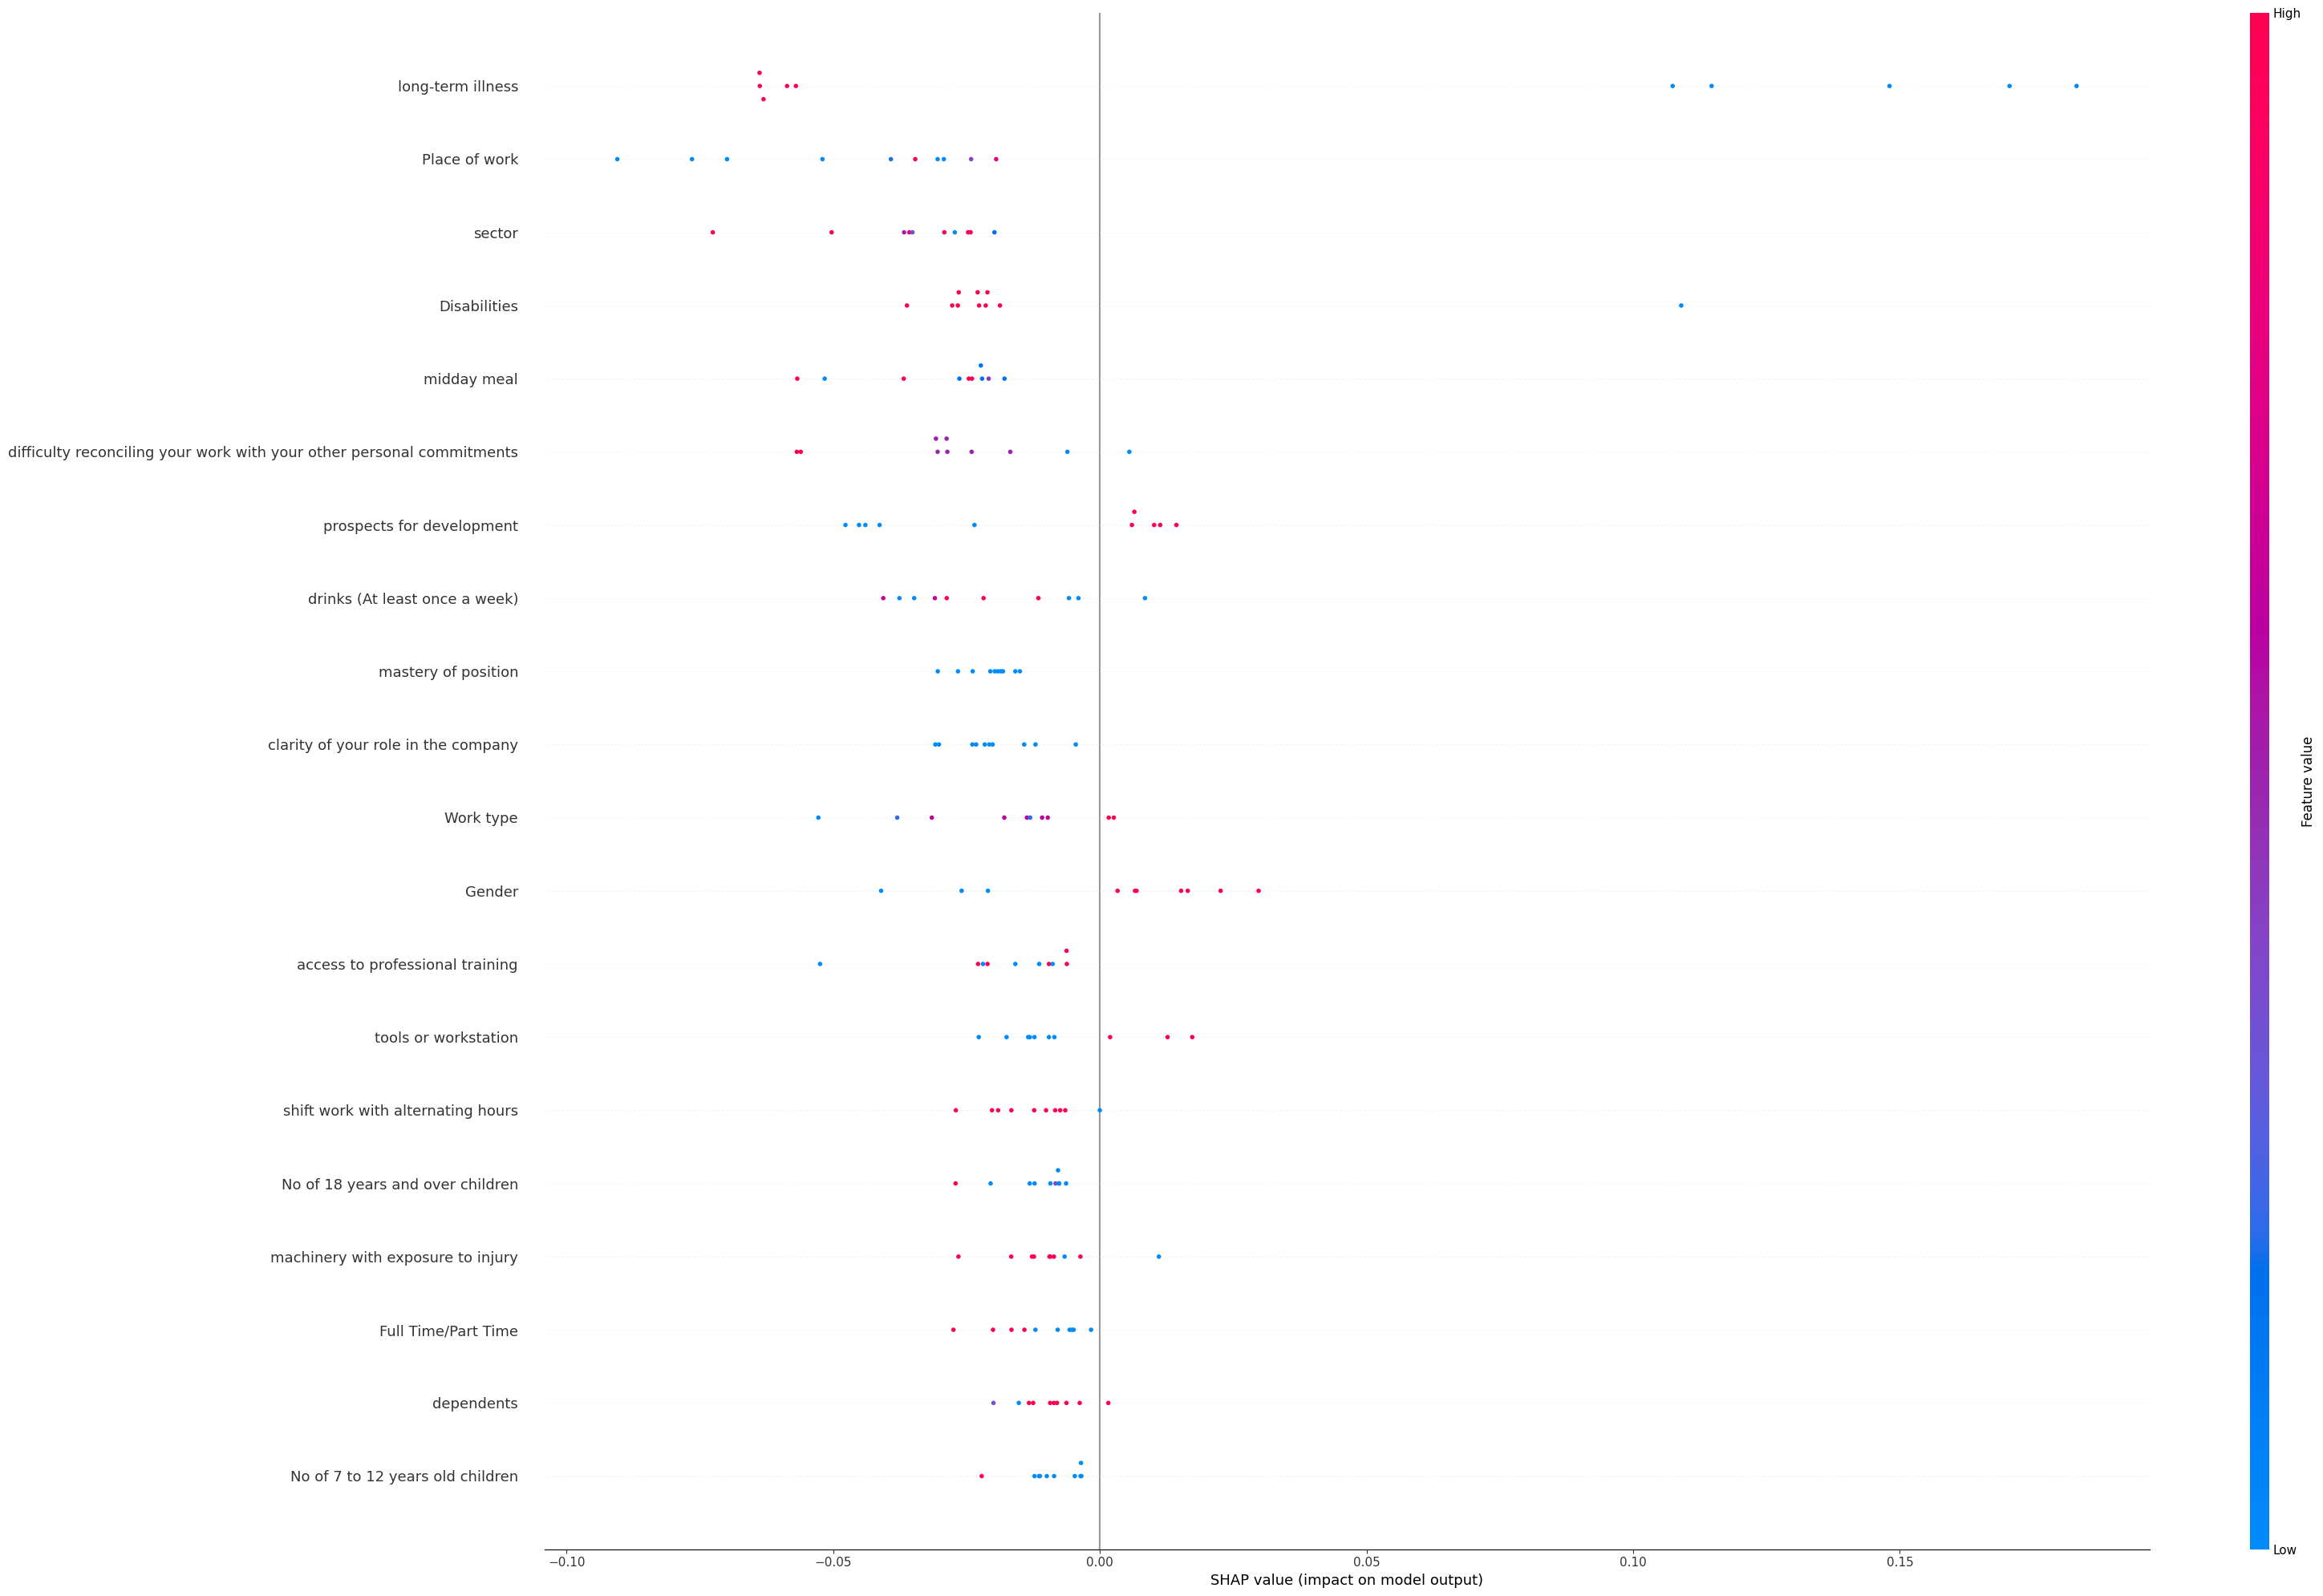 High
long-term illness
Place of work
sector
Disabilities
midday meal
difficulty reconciling your work with your other personal commitments
prospects for development
drinks (At least once a week)
mastery of position
clarity of your role in the company
Work type
Gender
access to professional training
tools or workstation
shift work with alternating hours
No of 18 years and over children
machinery with exposure to injury
Full Time/Part Time
dependents
No of 7 to 12 years old children
Feature value
Low
−0.10 −0.05 0.00 0.05 0.10 0.15
SHAP value (impact on model output)